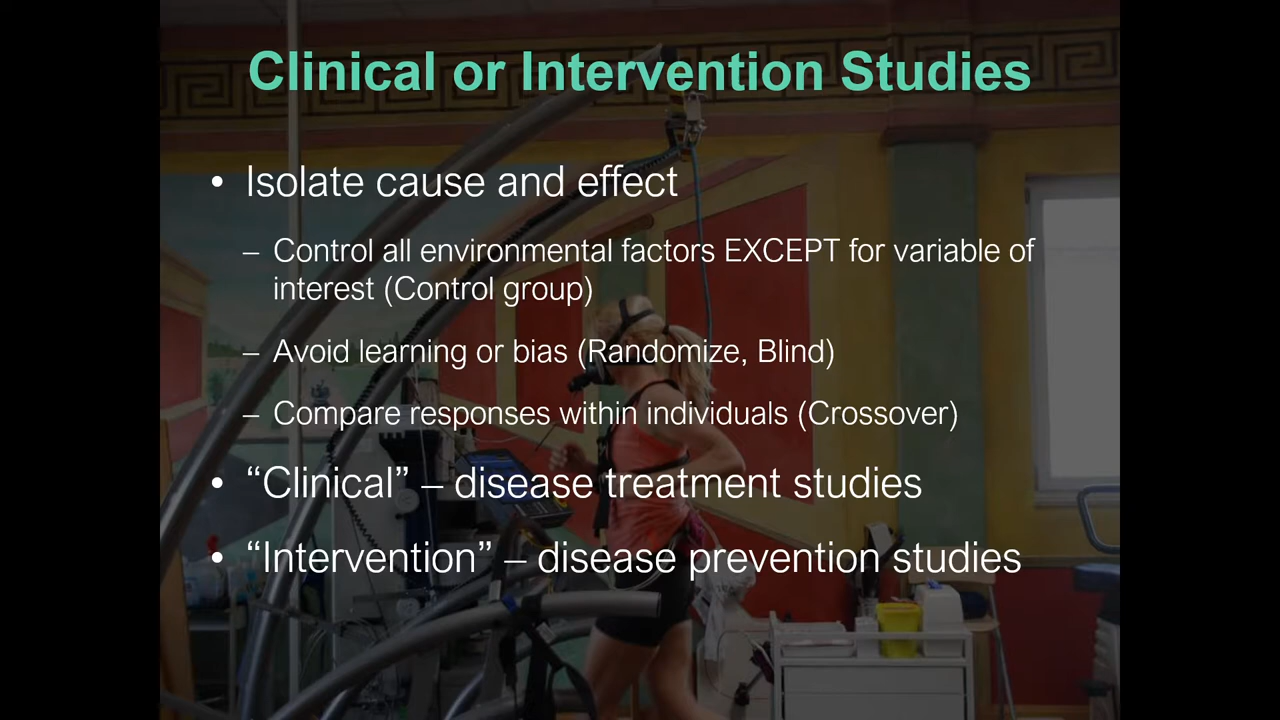 Clinical or Intervention Studies
• Isolate cause and effect
– Control all environmental factors EXCEPT for variable of
interest (Control group)
– Avoid learning or bias (Randomize, Blind)
– Compare responses within individuals (Crossover)
• “Clinical” – disease treatment studies
• “Intervention” – disease prevention studies